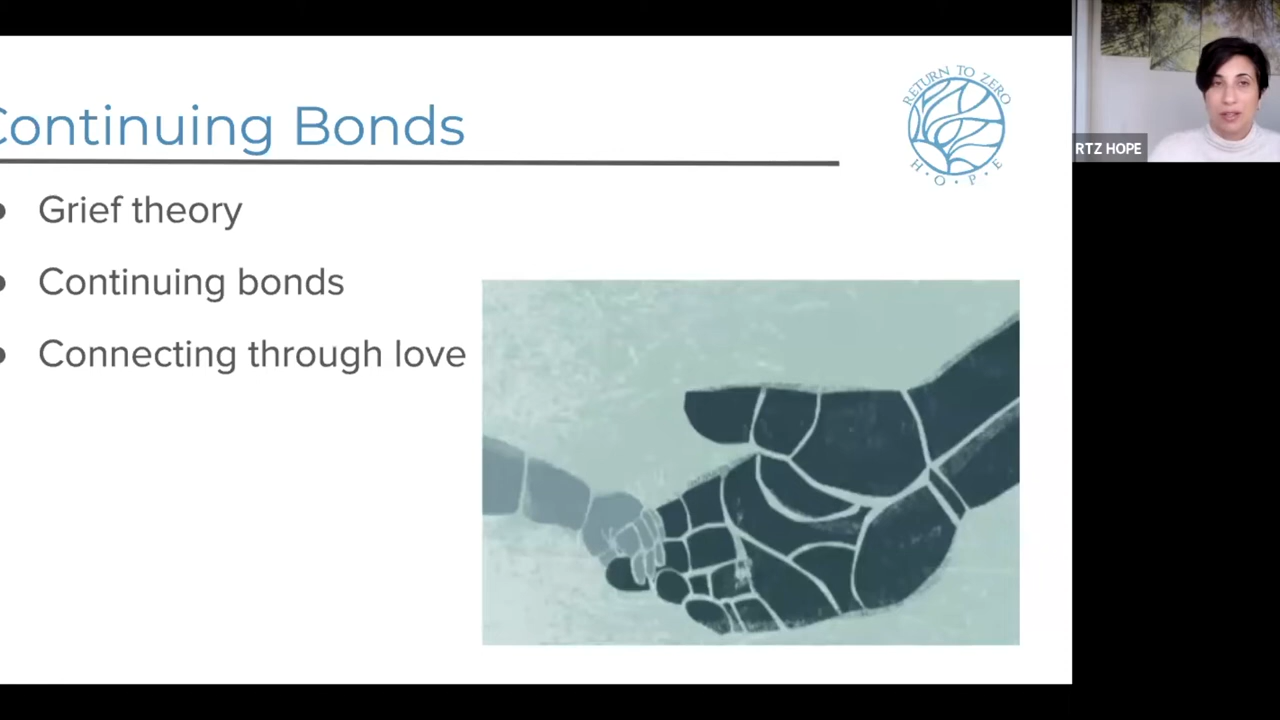 Continuing Bonds
RETURN TO ZERO
H·O·P·E
RTZ HOPE
Grief theory
Continuing bonds
Connecting through love